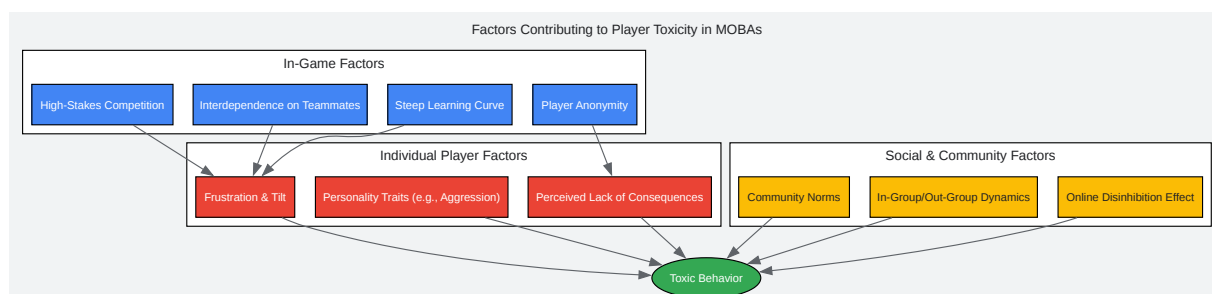 Factors Contributing to Player Toxicity in MOBAs
In-Game Factors
High-Stakes Competition
Interdependence on Teammates
Steep Learning Curve
Player Anonymity
Individual Player Factors
Social & Community Factors
Frustration & Tilt
Personality Traits (e.g., Aggression)
Perceived Lack of Consequences
Community Norms
In-Group/Out-Group Dynamics
Online Disinhibition Effect
Toxic Behavior